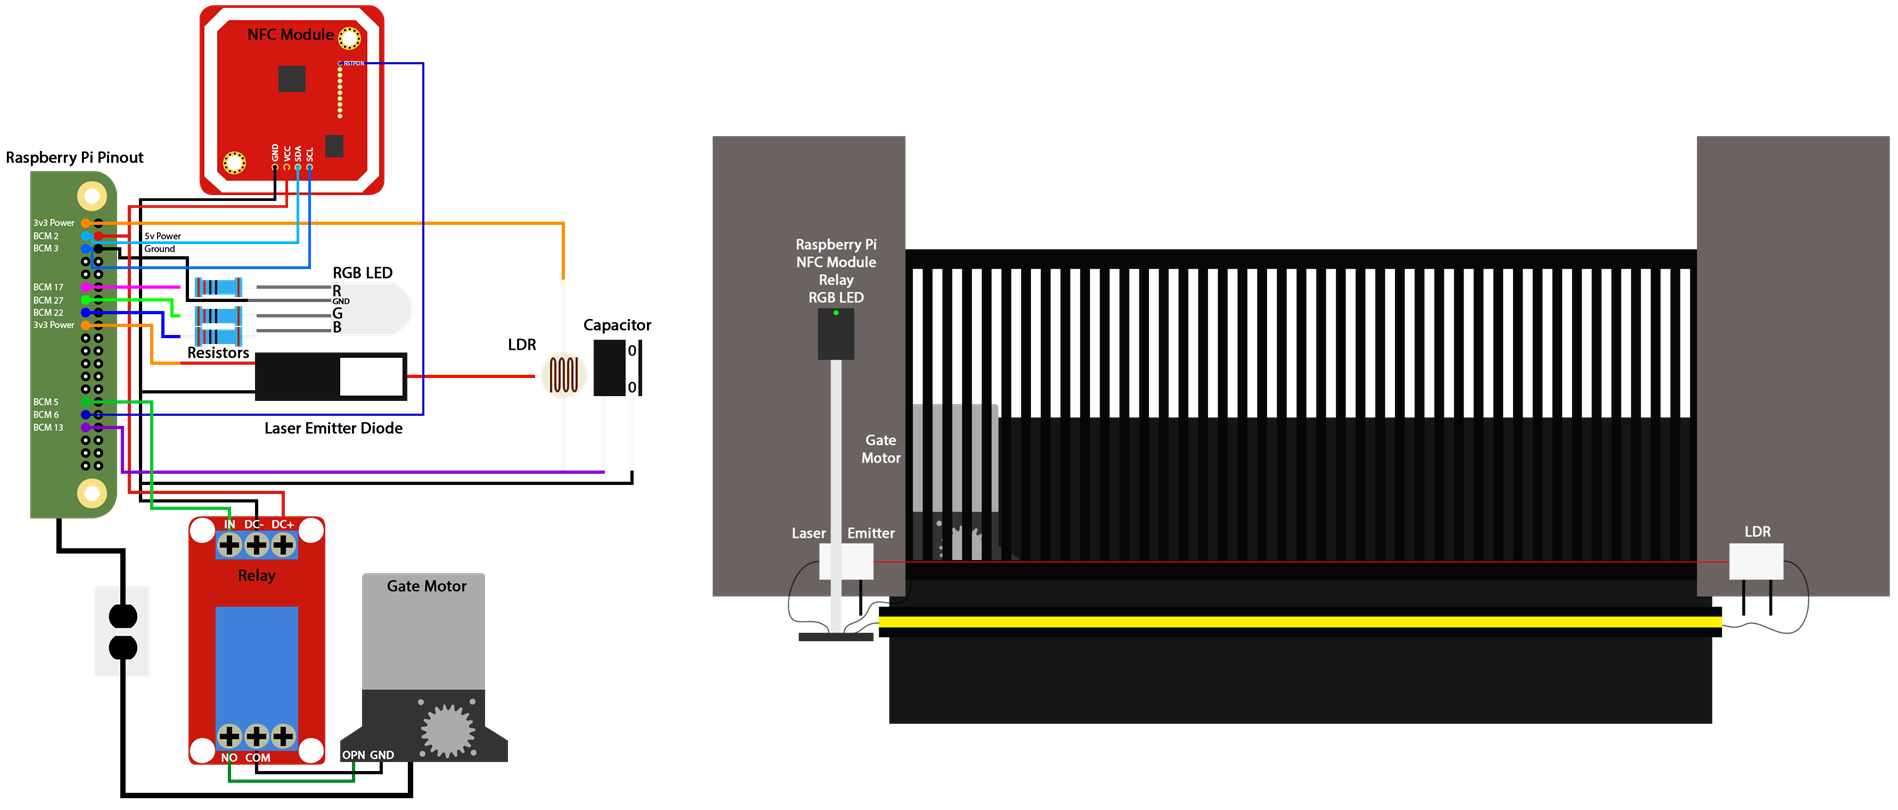 NFC Module
RSTPDN
GND
VCC
SDA
SCL
Raspberry Pi Pinout
3v3 Power
BCM 2
5v Power
BCM 3
Ground
BCM 17
BCM 27
BCM 22
3v3 Power
BCM 5
BCM 6
BCM 13
RGB LED
R
GND
G
B
Resistors
Laser Emitter Diode
LDR
Capacitor
0
0
IN DC- DC+
Relay
NO COM
Gate Motor
OPN GND
Raspberry Pi
NFC Module
Relay
RGB LED
Gate
Motor
Laser Emitter
LDR